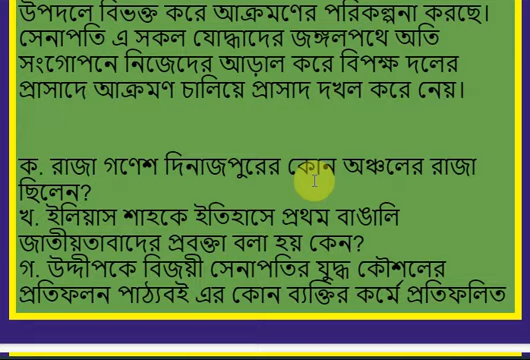 উপদলে বিভক্ত করে আক্রমণের পরিকল্পনা করছে।
সেনাপতি এ সকল যোদ্ধাদের জঙ্গলপথে অতি
সংগোপনে নিজেদের আড়াল করে বিপক্ষ দলের
প্রাসাদে আক্রমণ চালিয়ে প্রাসাদ দখল করে নেয়।
ক. রাজা গণেশ দিনাজপুরের কোন অঞ্চলের রাজা
ছিলেন?
খ. ইলিয়াস শাহকে ইতিহাসে প্রথম বাঙালি
জাতীয়তাবাদের প্রবক্তা বলা হয় কেন?
গ. উদ্দীপকে বিজয়ী সেনাপতির যুদ্ধ কৌশলের
প্রতিফলন পাঠ্যবই এর কোন ব্যক্তির কর্মে প্রতিফলিত